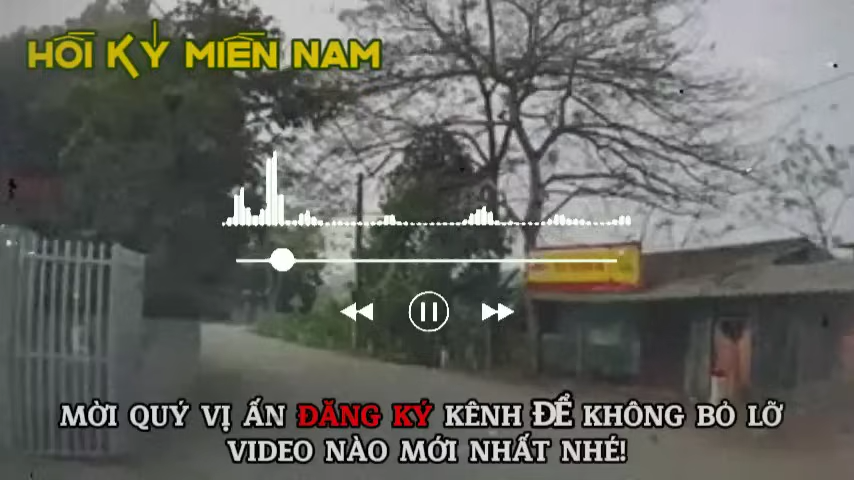 HỒI KÝ MIỀN NAM
MỜI QUÝ VỊ ẤN ĐĂNG KÝ KÊNH ĐỂ KHÔNG BỎ LỠ
VIDEO NÀO MỚI NHẤT NHÉ!